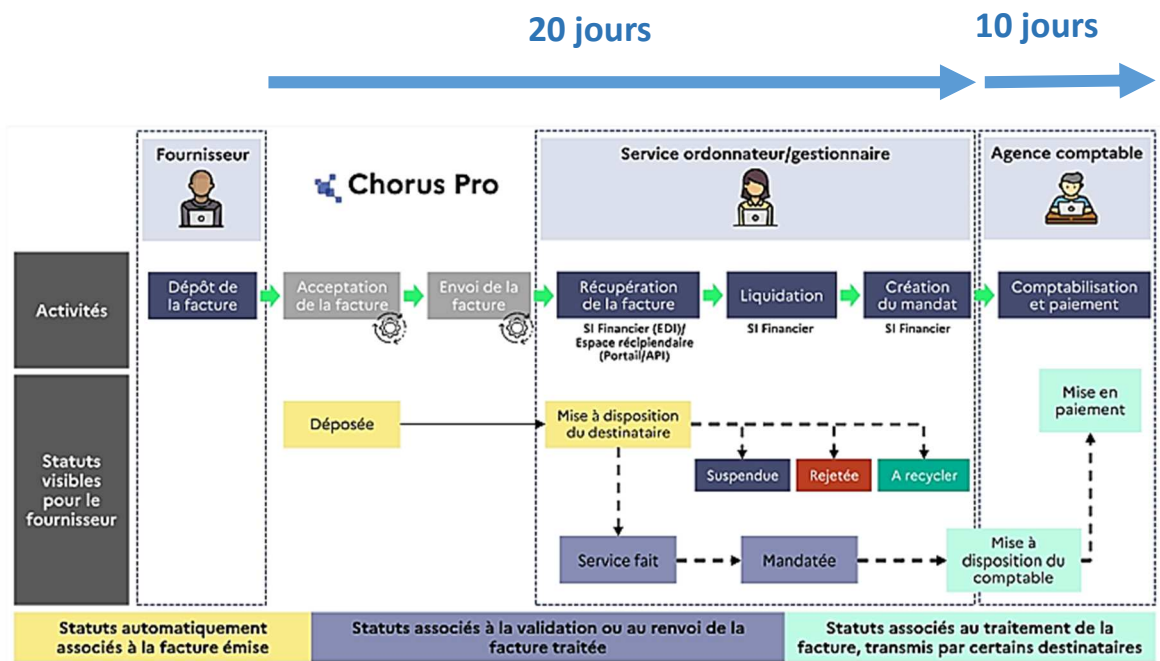 20 jours
10 jours
Fournisseur
Chorus Pro
Service ordonnateur/gestionnaire
Agence comptable
Activités
Dépôt de
la facture
Acceptation
de la facture
Envoi de la
facture
Récupération
de la facture
SI Financier (EDI)/
Espace récipiendaire
(Portail/API)
Liquidation
SI Financier
Création
du mandat
SI Financier
Comptabilisation
et paiement
Statuts
visibles
pour le
fournisseur
Déposée
Mise à disposition
du destinataire
Suspendue
Rejetée
A recycler
Mise en
paiement
Service fait
Mandatée
Mise à
disposition du
comptable
Statuts automatiquement
associés à la facture émise
Statuts associés à la validation ou au renvoi de la
facture traitée
Statuts associés au traitement de la
facture, transmis par certains destinataires